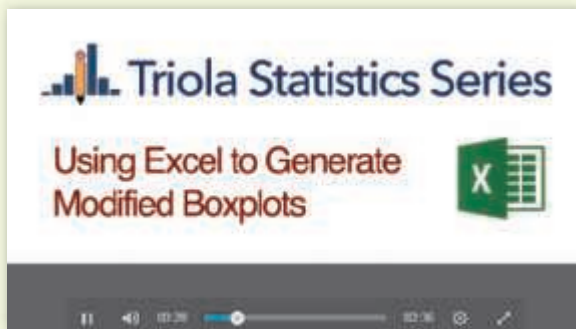 Triola Statistics Series
Using Excel to Generate
Modified Boxplots
X